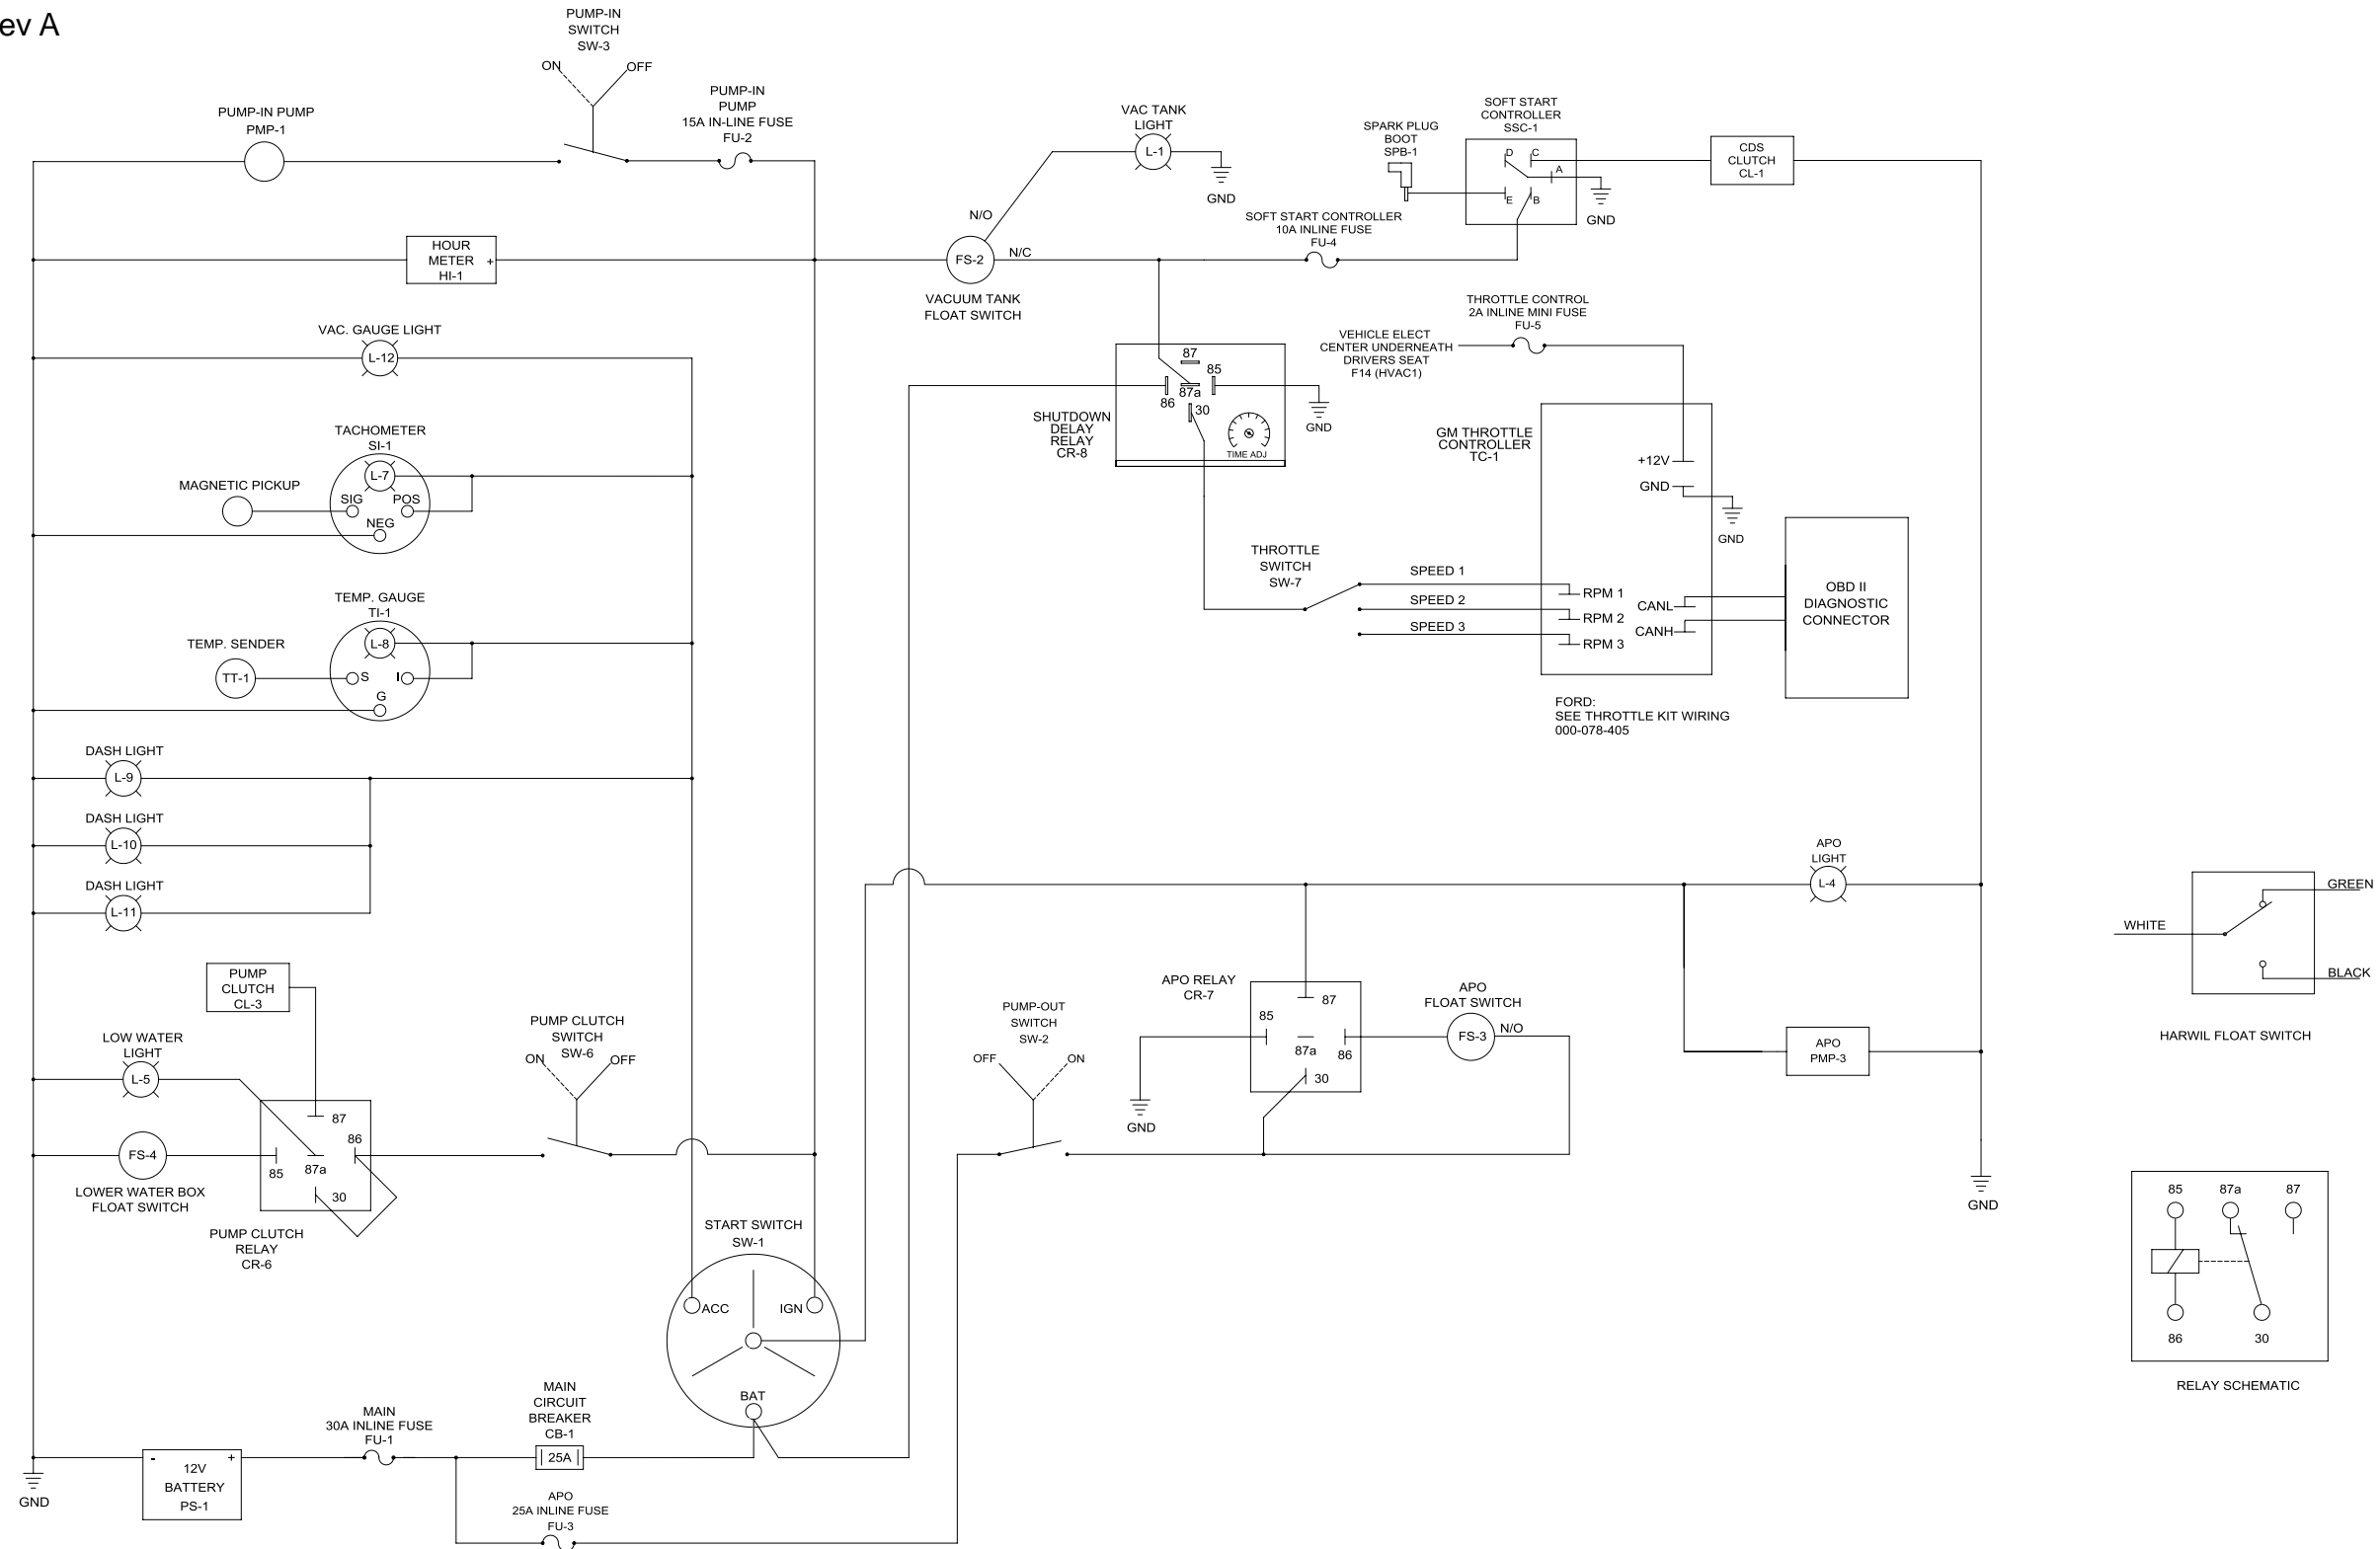 ev A
PUMP-IN
SWITCH
SW-3
ON
OFF
PUMP-IN PUMP
PMP-1
PUMP-IN
PUMP
15A IN-LINE FUSE
FU-2
VAC TANK
LIGHT
L-1
GND
SPARK PLUG
BOOT
SPB-1
SOFT START
CONTROLLER
SSC-1
D
C
A
E
B
GND
CDS
CLUTCH
CL-1
HOUR
METER
HI-1
+
N/O
FS-2
N/C
VACUUM TANK
FLOAT SWITCH
SOFT START CONTROLLER
10A INLINE FUSE
FU-4
VAC. GAUGE LIGHT
L-12
THROTTLE CONTROL
2A INLINE MINI FUSE
FU-5
VEHICLE ELECT
CENTER UNDERNEATH
DRIVERS SEAT
F14 (HVAC1)
87
85
86
87a
30
TIME ADJ
GND
SHUTDOWN
DELAY
RELAY
CR-8
TACHOMETER
SI-1
L-7
SIG
POS
NEG
MAGNETIC PICKUP
GM THROTTLE
CONTROLLER
TC-1
+12V
GND
GND
THROTTLE
SWITCH
SW-7
SPEED 1
SPEED 2
SPEED 3
RPM 1
RPM 2
RPM 3
CANL
CANH
OBD II
DIAGNOSTIC
CONNECTOR
FORD:
SEE THROTTLE KIT WIRING
000-078-405
TEMP. GAUGE
TI-1
L-8
S
I
G
TEMP. SENDER
TT-1
DASH LIGHT
L-9
DASH LIGHT
L-10
DASH LIGHT
L-11
APO
LIGHT
L-4
GREEN
WHITE
BLACK
HARWIL FLOAT SWITCH
PUMP
CLUTCH
CL-3
LOW WATER
LIGHT
L-5
PUMP CLUTCH
SWITCH
SW-6
ON
OFF
PUMP-OUT
SWITCH
SW-2
OFF
ON
APO RELAY
CR-7
87
85
87a
86
30
GND
APO
FLOAT SWITCH
FS-3
N/O
APO
PMP-3
GND
87
86
85
87a
30
FS-4
LOWER WATER BOX
FLOAT SWITCH
PUMP CLUTCH
RELAY
CR-6
START SWITCH
SW-1
ACC
IGN
BAT
85
87a
87
86
30
RELAY SCHEMATIC
MAIN
30A INLINE FUSE
FU-1
MAIN
CIRCUIT
BREAKER
CB-1
25A
-
+
12V
BATTERY
PS-1
GND
APO
25A INLINE FUSE
FU-3